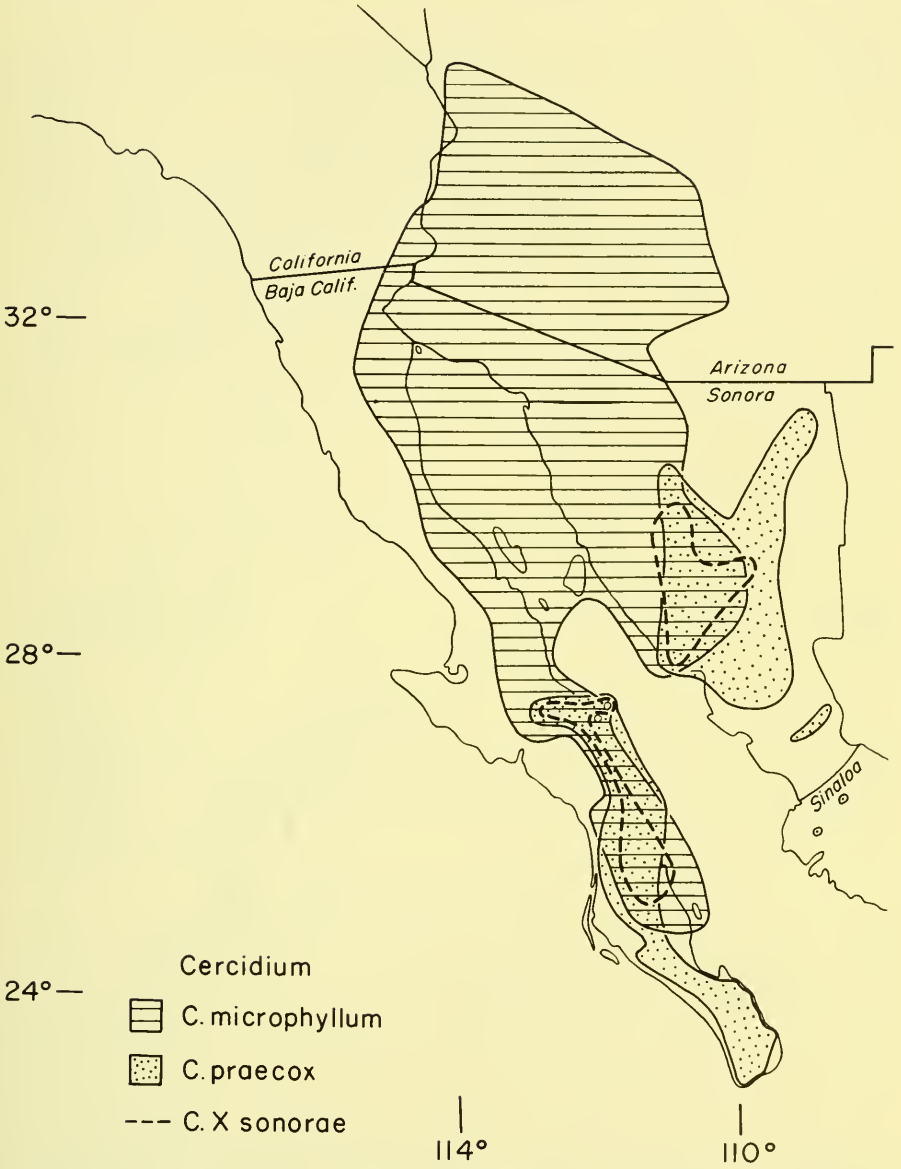 California
Baja Calif.
32°
Arizona
Sonora
28°
Sinaloa
24°
Cercidium
C. microphyllum
C. praecox
C. X sonorae
114°
110°